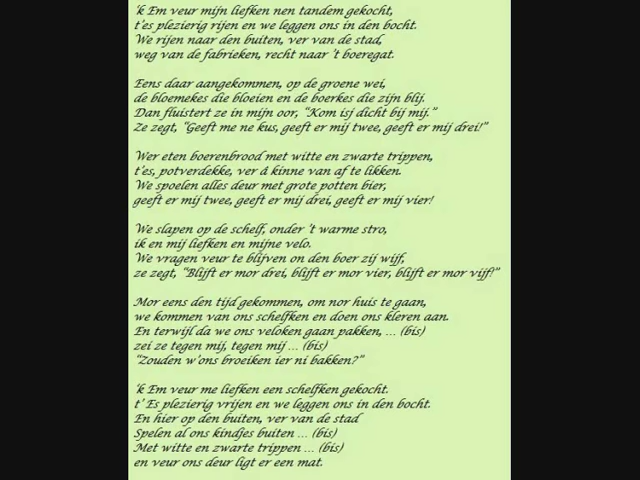 'k Em veur mijn liefken nen tandem gekocht,
t'es plezierig rijen en we leggen ons in den bocht.
We rijen naar den buiten, ver van de stad,
weg van de fabrieken, recht naar 't boeregat.
Eens daar aangekommen, op de groene wei,
de bloemekes die bloeien en de boerkes die zijn blij.
Dan fluistert ze in mijn oor, "Kom isj dicht bij mij."
Ze zegt, "Geeft me ne kus, geeft er mij twee, geeft er mij drei!"
Wer eten boerenbrood met witte en zwarte trippen,
t'es, potverdekke, ver á kinne van af te likken.
We spoelen alles deur met grote potten bier,
geeft er mij twee, geeft er mij drei, geeft er mij vier!
We slapen op de schelf, onder 't warme stro,
ik en mij liefken en mijne velo.
We vragen veur te blijven on den boer zij wijf,
ze zegt, "Blijft er mor drei, blijft er mor vier, blijft er mor vijf!"
Mor eens den tijd gekommen, om nor huis te gaan,
we kommen van ons schelfken en doen ons kleren aan.
En terwijl da we ons veloken gaan pakken, ... (bis)
zei ze tegen mij, tegen mij ... (bis)
"Zouden w'ons broeiken ier ni bakken?"
'k Em veur me liefken een schelfken gekocht.
t' Es plezierig vrijen en we leggen ons in den bocht.
En hier op den buiten, ver van de stad
Spelen al ons kindjes buiten ... (bis)
Met witte en zwarte trippen ... (bis)
en veur ons deur ligt er een mat.